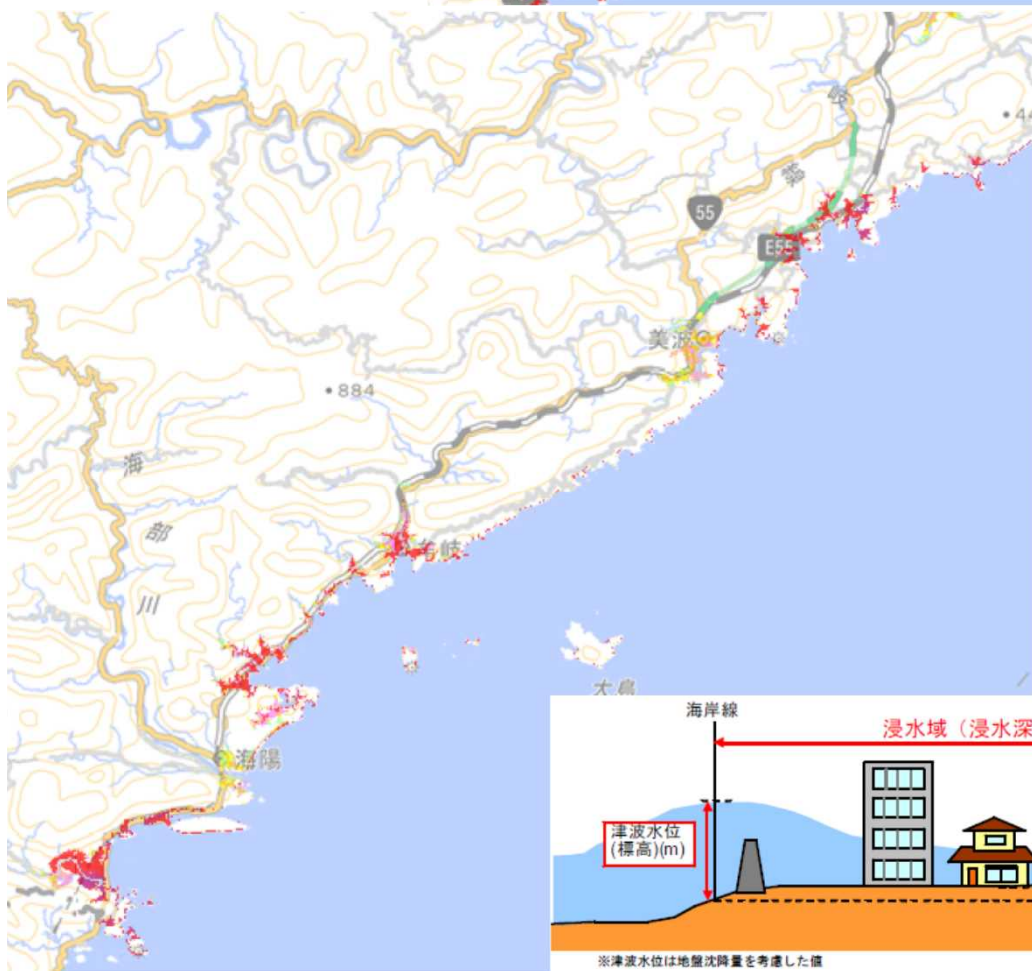 ・44
55
E55
美波
・884
海
部
川
牟岐
大島
海陽
海岸線
浸水域（浸水深
津波水位
(標高)(m)
※津波水位は地盤沈降量を考慮した値